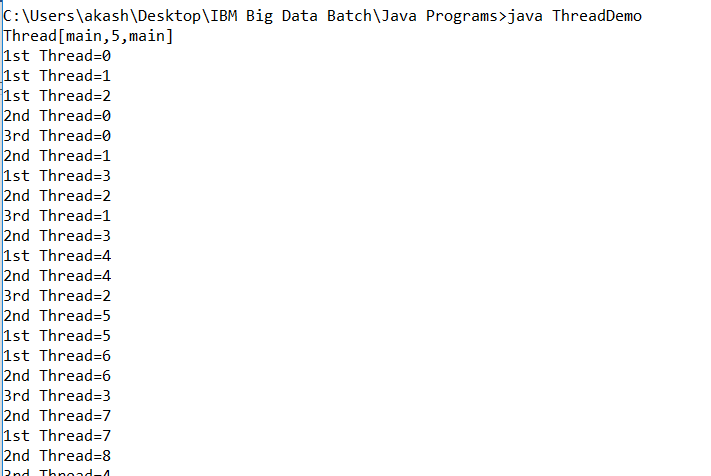 C:\Users\akash\Desktop\IBM Big Data Batch\Java Programs>java ThreadDemo
Thread[main,5,main]
1st Thread=0
1st Thread=1
1st Thread=2
2nd Thread=0
3rd Thread=0
2nd Thread=1
1st Thread=3
2nd Thread=2
3rd Thread=1
2nd Thread=3
1st Thread=4
2nd Thread=4
3rd Thread=2
2nd Thread=5
1st Thread=5
1st Thread=6
2nd Thread=6
3rd Thread=3
2nd Thread=7
1st Thread=7
2nd Thread=8
3rd Thread=4